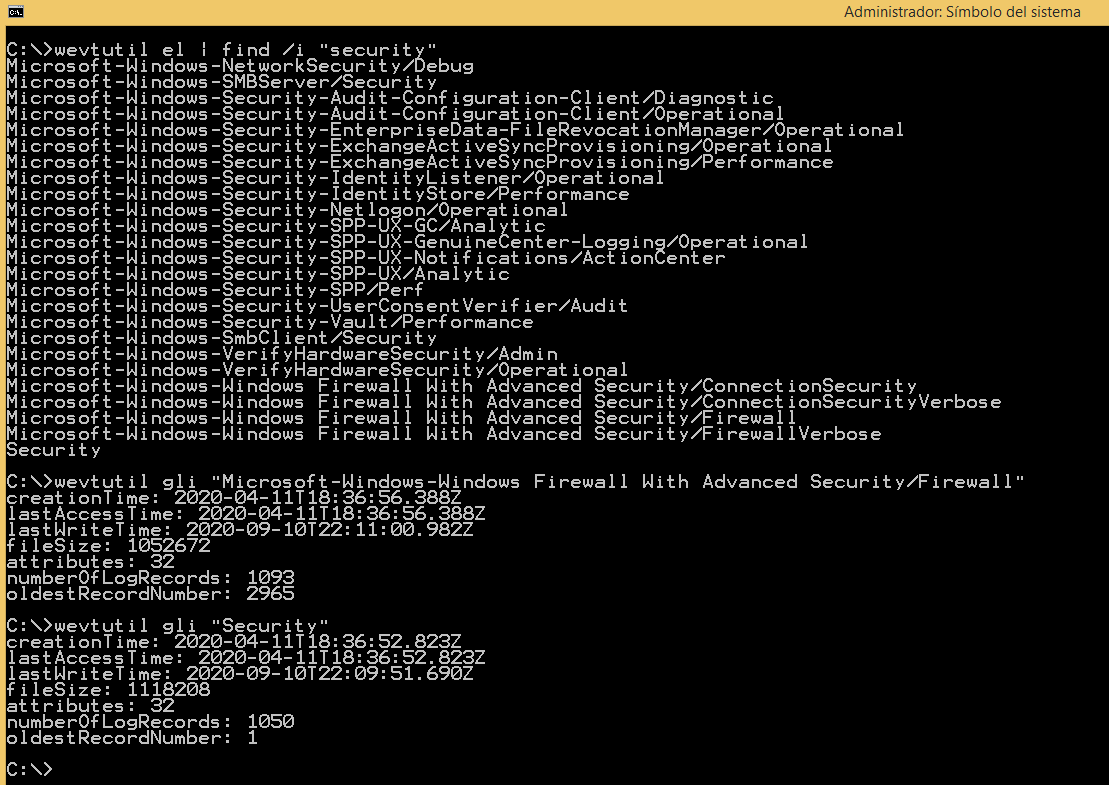 Administrador: Símbolo del sistema
C:\>wevtutil el | find /i "security"
Microsoft-Windows-NetworkSecurity/Debug
Microsoft-Windows-SMBServer/Security
Microsoft-Windows-Security-Audit-Configuration-Client/Diagnostic
Microsoft-Windows-Security-Audit-Configuration-Client/Operational
Microsoft-Windows-Security-EnterpriseData-FileRevocationManager/Operational
Microsoft-Windows-Security-ExchangeActiveSyncProvisioning/Operational
Microsoft-Windows-Security-ExchangeActiveSyncProvisioning/Performance
Microsoft-Windows-Security-IdentityListener/Operational
Microsoft-Windows-Security-IdentityStore/Performance
Microsoft-Windows-Security-Netlogon/Operational
Microsoft-Windows-Security-SPP-UX-GC/Analytic
Microsoft-Windows-Security-SPP-UX-GenuineCenter-Logging/Operational
Microsoft-Windows-Security-SPP-UX-Notifications/ActionCenter
Microsoft-Windows-Security-SPP-UX/Analytic
Microsoft-Windows-Security-SPP/Perf
Microsoft-Windows-Security-UserConsentVerifier/Audit
Microsoft-Windows-Security-Vault/Performance
Microsoft-Windows-SmbClient/Security
Microsoft-Windows-VerifyHardwareSecurity/Admin
Microsoft-Windows-VerifyHardwareSecurity/Operational
Microsoft-Windows-Windows Firewall With Advanced Security/ConnectionSecurity
Microsoft-Windows-Windows Firewall With Advanced Security/ConnectionSecurityVerbose
Microsoft-Windows-Windows Firewall With Advanced Security/Firewall
Microsoft-Windows-Windows Firewall With Advanced Security/FirewallVerbose
Security
C:\>wevtutil gli "Microsoft-Windows-Windows Firewall With Advanced Security/Firewall"
creationTime: 2020-04-11T18:36:56.388Z
lastAccessTime: 2020-04-11T18:36:56.388Z
lastWriteTime: 2020-09-10T22:11:00.982Z
fileSize: 1052672
attributes: 32
numberOfLogRecords: 1093
oldestRecordNumber: 2965
C:\>wevtutil gli "Security"
creationTime: 2020-04-11T18:36:52.823Z
lastAccessTime: 2020-04-11T18:36:52.823Z
lastWriteTime: 2020-09-10T22:09:51.690Z
fileSize: 1118208
attributes: 32
numberOfLogRecords: 1050
oldestRecordNumber: 1
C:\>